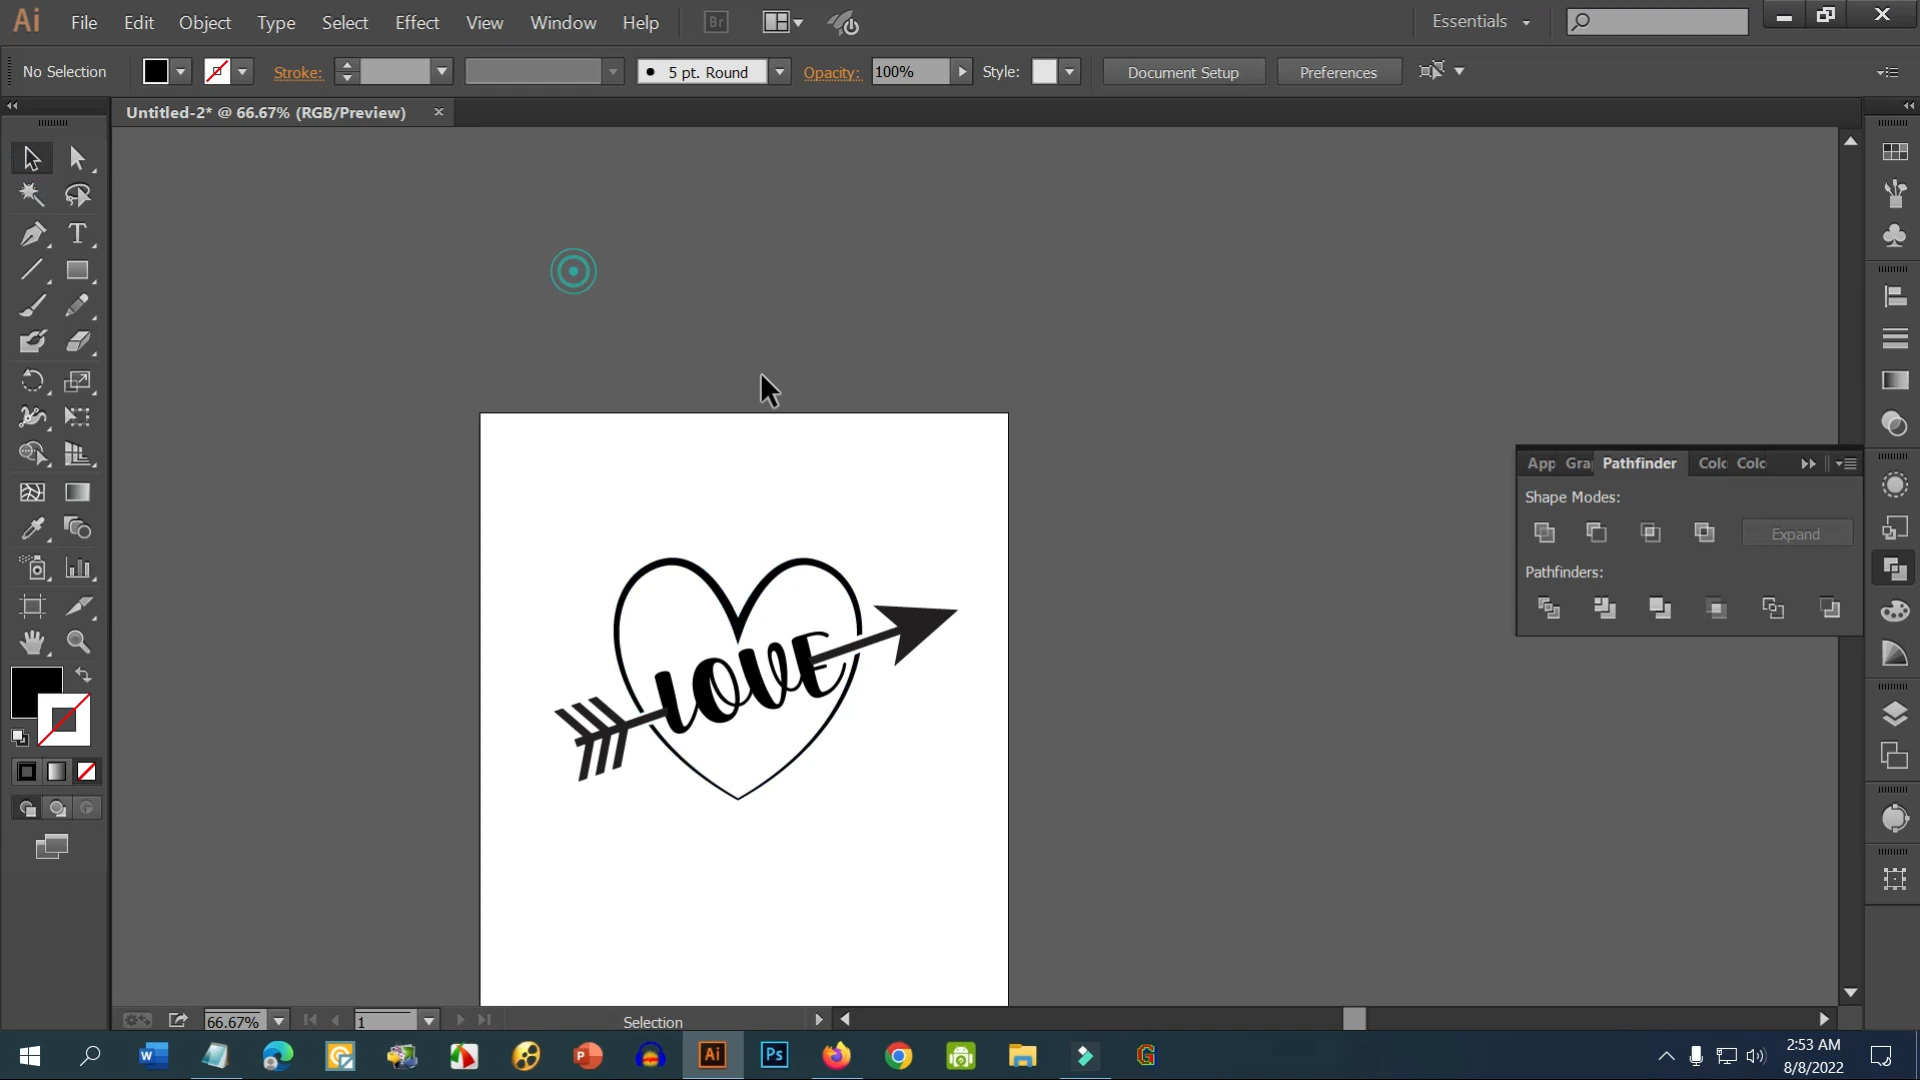 Ai File Edit Object Type Select Effect View Window Help Br Essentials
No Selection Stroke: 5 pt. Round Opacity: 100% Style: Document Setup Preferences
Untitled-2* @ 66.67% (RGB/Preview) ×
App Gra Pathfinder Colo Colo
Shape Modes:
Expand
Pathfinders:
LOVE
66.67% 1 Selection
2:53 AM
8/8/2022